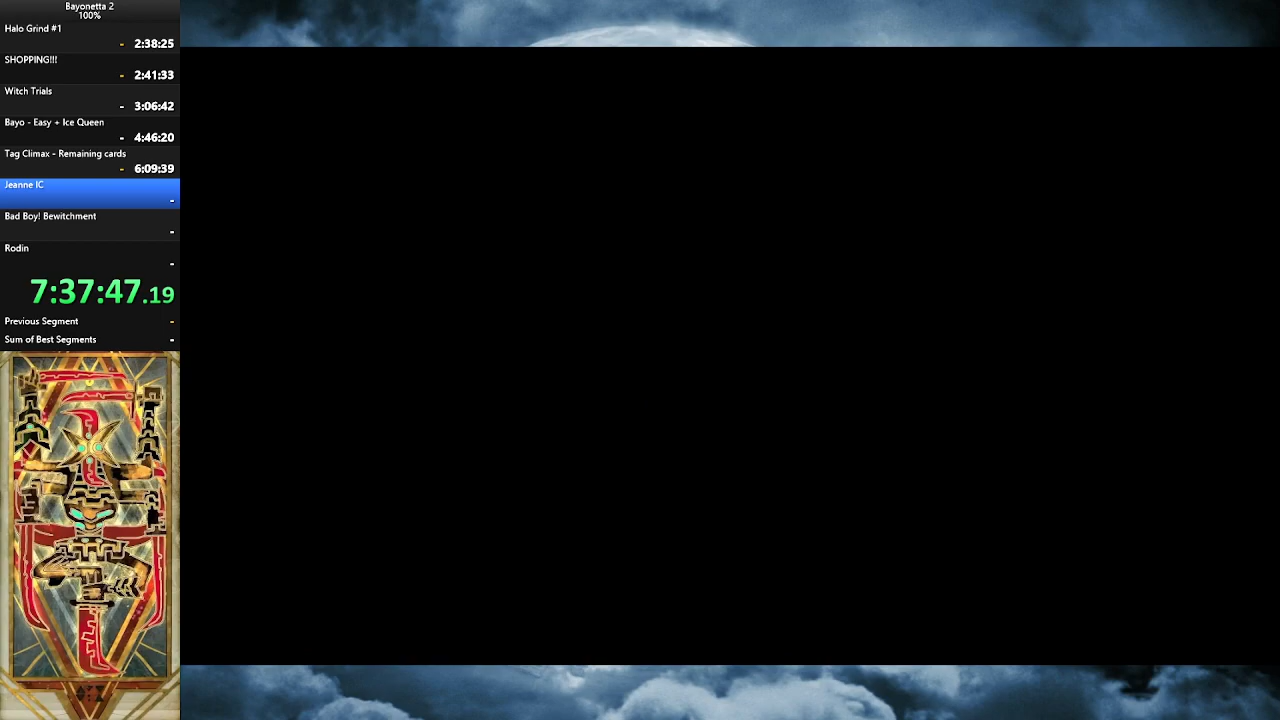 Bayonetta 2
100%
Halo Grind #1
- 2:38:25
SHOPPING!!!
- 2:41:33
Witch Trials
- 3:06:42
Bayo - Easy + Ice Queen
- 4:46:20
Tag Climax - Remaining cards
- 6:09:39
Jeanne IC
-
Bad Boy! Bewitchment
-
Rodin
-
7:37:47.19
Previous Segment -
Sum of Best Segments -